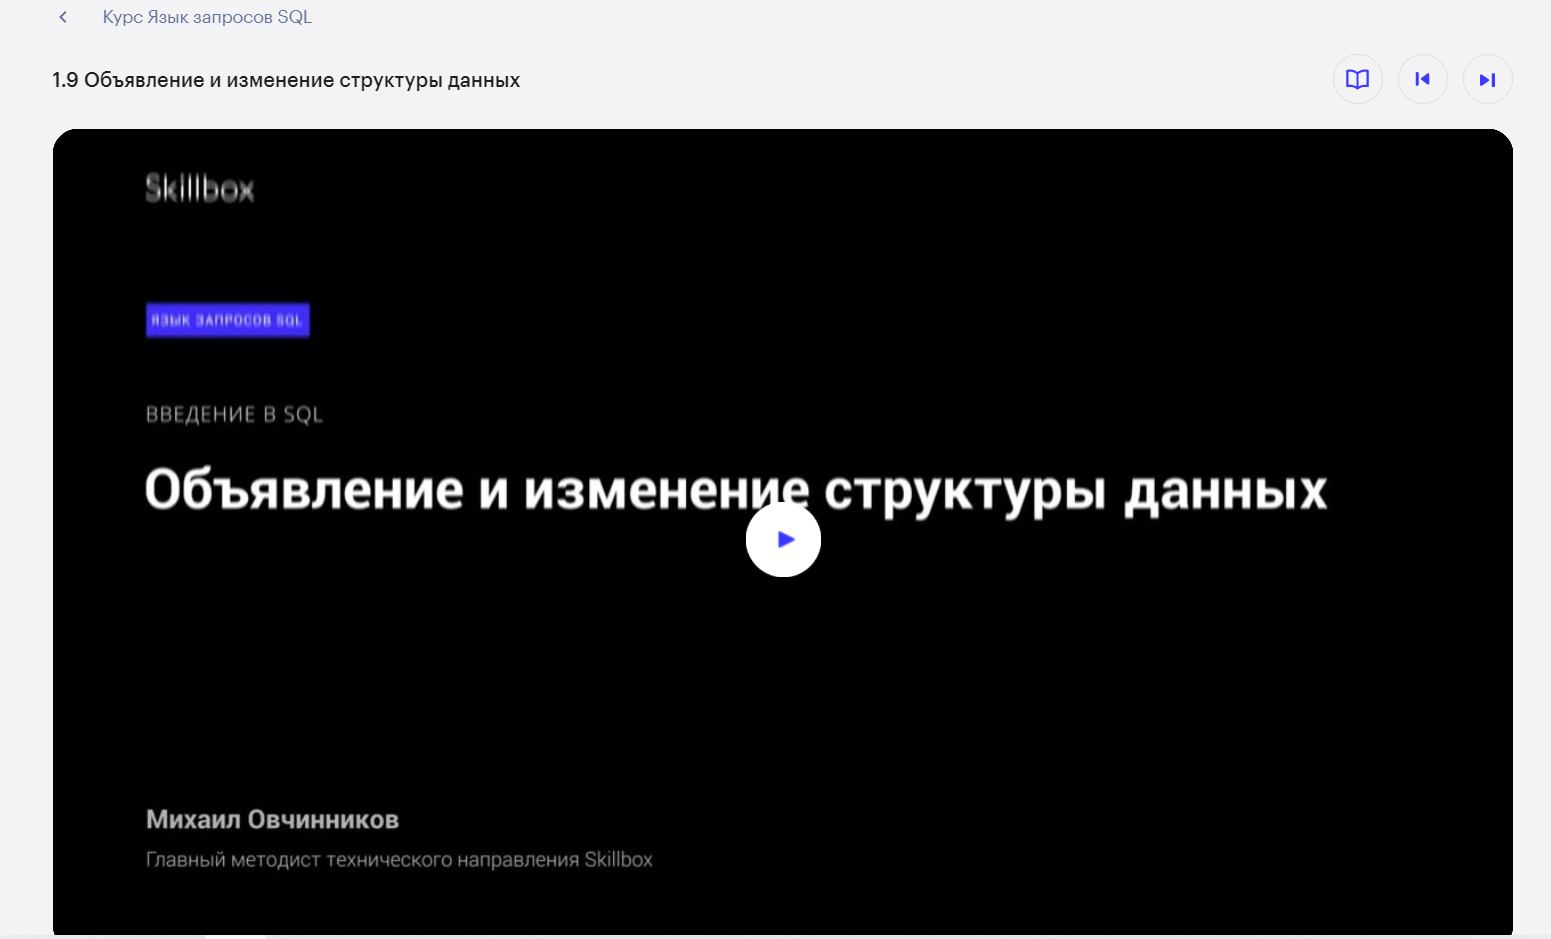 Курс Язык запросов SQL
1.9 Объявление и изменение структуры данных
Skillbox
ЯЗЫК ЗАПРОСОВ SQL
ВВЕДЕНИЕ В SQL
Объявление и изменение структуры данных
Михаил Овчинников
Главный методист технического направления Skillbox